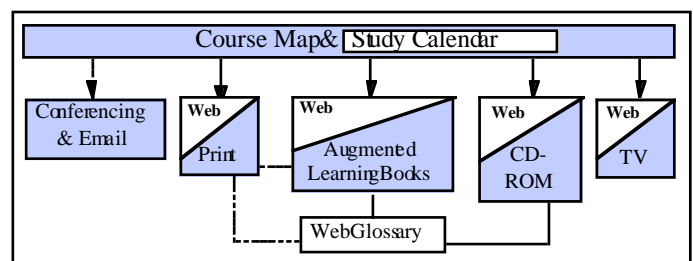 Course Map& Study Calendar
Conferencing
& Email
Web
Print
Web
Augmented
LearningBooks
Web
CD-
ROM
Web
TV
WebGlossary